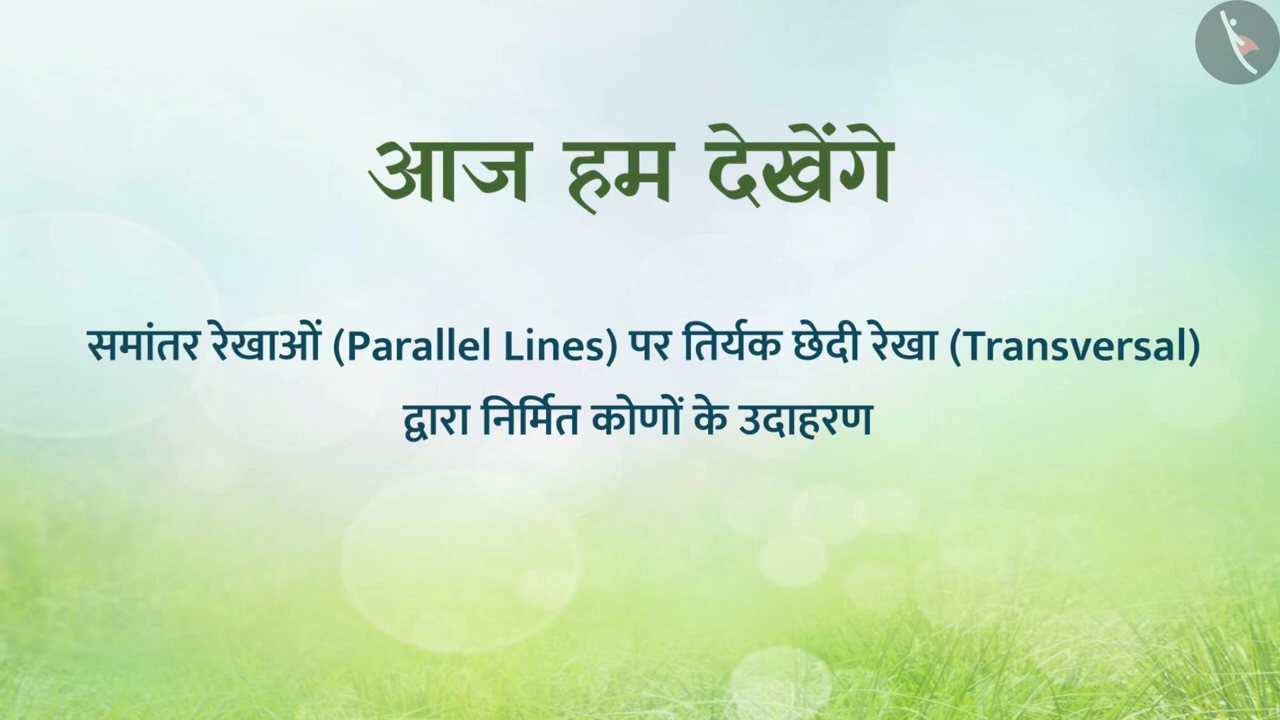 आज हम देखेंगे
समांतर रेखाओं (Parallel Lines) पर तिर्यक छेदी रेखा (Transversal)
द्वारा निर्मित कोणों के उदाहरण